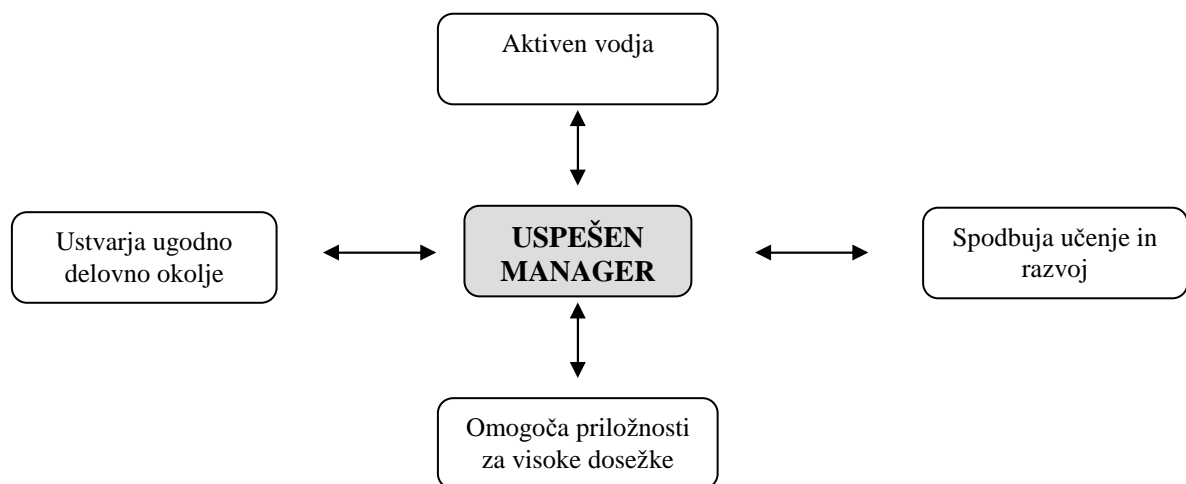 Aktiven vodja
Ustvarja ugodno
delovno okolje
USPEŠEN
MANAGER
Spodbuja učenje in
razvoj
Omogoča priložnosti
za visoke dosežke